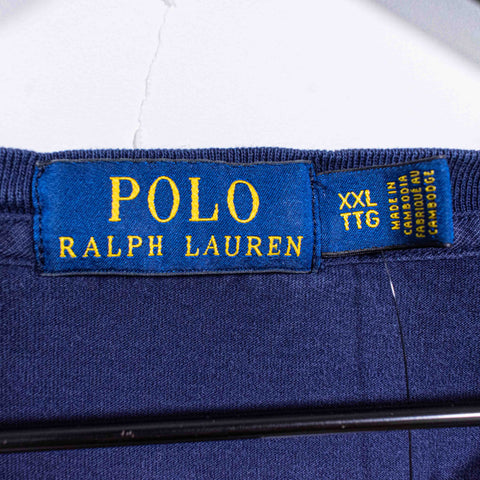 POLO
RALPH LAUREN
XXL
TTG
MADE IN
CAMBODIA
FABRIQUÉ AU
CAMBODGE